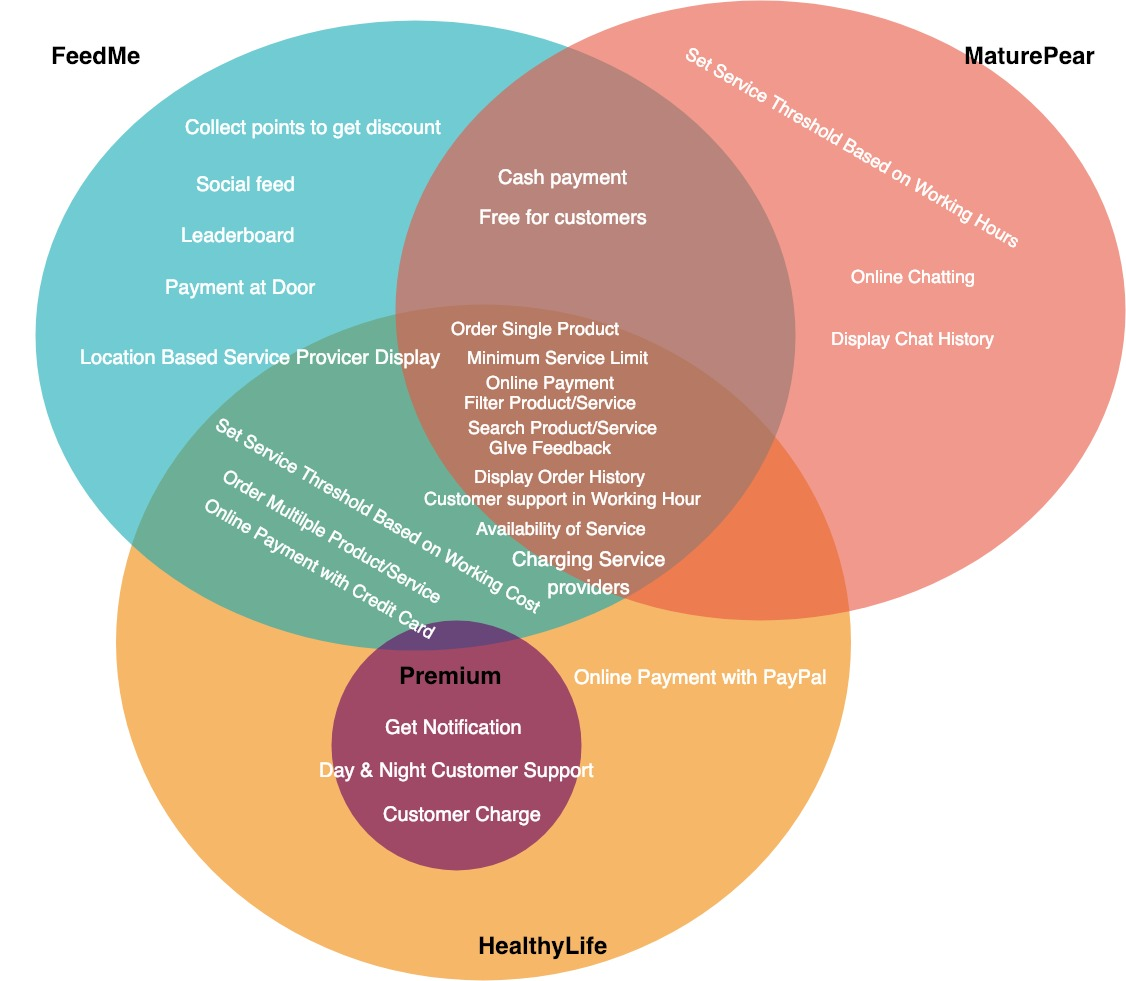 FeedMe
MaturePear
Collect points to get discount
Social feed
Leaderboard
Payment at Door
Location Based Service Provicer Display
Cash payment
Free for customers
Set Service Threshold Based on Working Hours
Online Chatting
Display Chat History
Order Single Product
Minimum Service Limit
Online Payment
Filter Product/Service
Search Product/Service
GIve Feedback
Display Order History
Customer support in Working Hour
Availability of Service
Charging Service
providers
Set Service Threshold Based on Working Cost
Order Multilple Product/Service
Online Payment with Credit Card
Premium
Get Notification
Day & Night Customer Support
Customer Charge
Online Payment with PayPal
HealthyLife